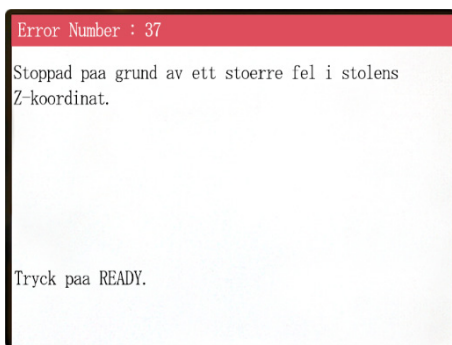 Error Number : 37
Stoppad paa grund av ett stoerre fel i stolens
Z-koordinat.
Tryck paa READY.